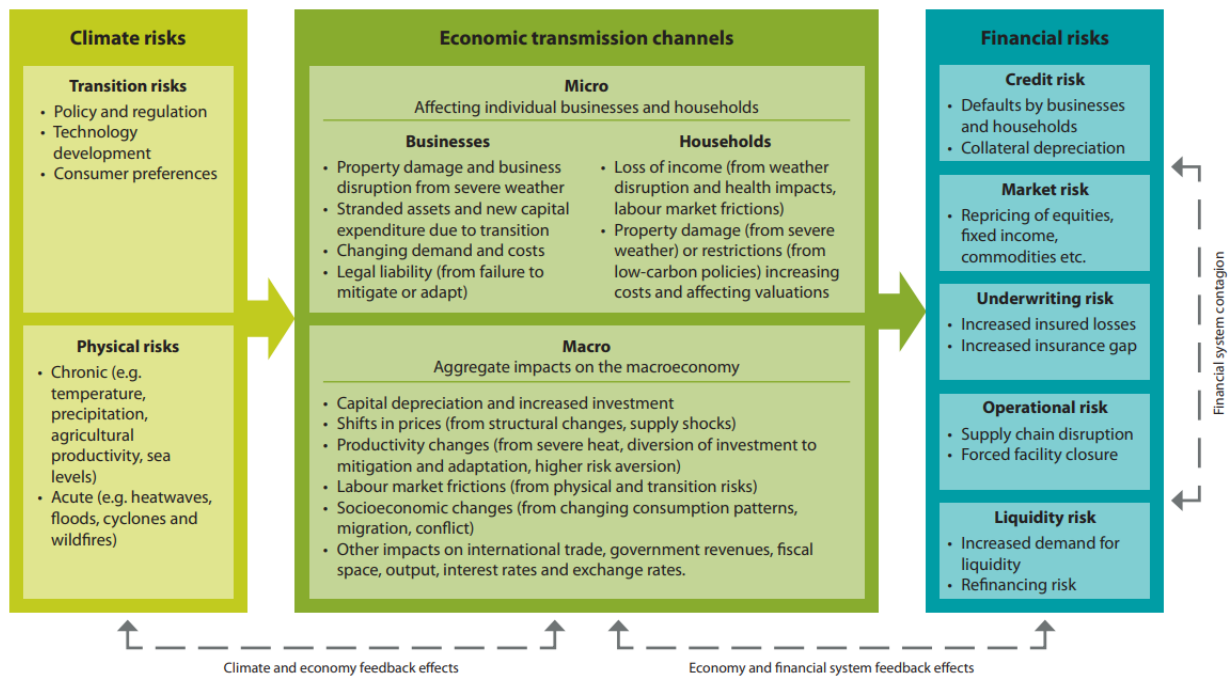 Climate risks
Transition risks
• Policy and regulation
• Technology
development
• Consumer preferences
Physical risks
• Chronic (e.g.
temperature,
precipitation,
agricultural
productivity, sea
levels)
• Acute (e.g. heatwaves,
floods, cyclones and
wildfires)
Economic transmission channels
Micro
Affecting individual businesses and households
Businesses
• Property damage and business
disruption from severe weather
• Stranded assets and new capital
expenditure due to transition
• Changing demand and costs
• Legal liability (from failure to
mitigate or adapt)
Households
• Loss of income (from weather
disruption and health impacts,
labour market frictions)
• Property damage (from severe
weather) or restrictions (from
low-carbon policies) increasing
costs and affecting valuations
Macro
Aggregate impacts on the macroeconomy
• Capital depreciation and increased investment
• Shifts in prices (from structural changes, supply shocks)
• Productivity changes (from severe heat, diversion of investment to
mitigation and adaptation, higher risk aversion)
• Labour market frictions (from physical and transition risks)
• Socioeconomic changes (from changing consumption patterns,
migration, conflict)
• Other impacts on international trade, government revenues, fiscal
space, output, interest rates and exchange rates.
Financial risks
Credit risk
• Defaults by businesses
and households
• Collateral depreciation
Market risk
• Repricing of equities,
fixed income,
commodities etc.
Underwriting risk
• Increased insured losses
• Increased insurance gap
Operational risk
• Supply chain disruption
• Forced facility closure
Liquidity risk
• Increased demand for
liquidity
• Refinancing risk
Financial system contagion
Climate and economy feedback effects
Economy and financial system feedback effects